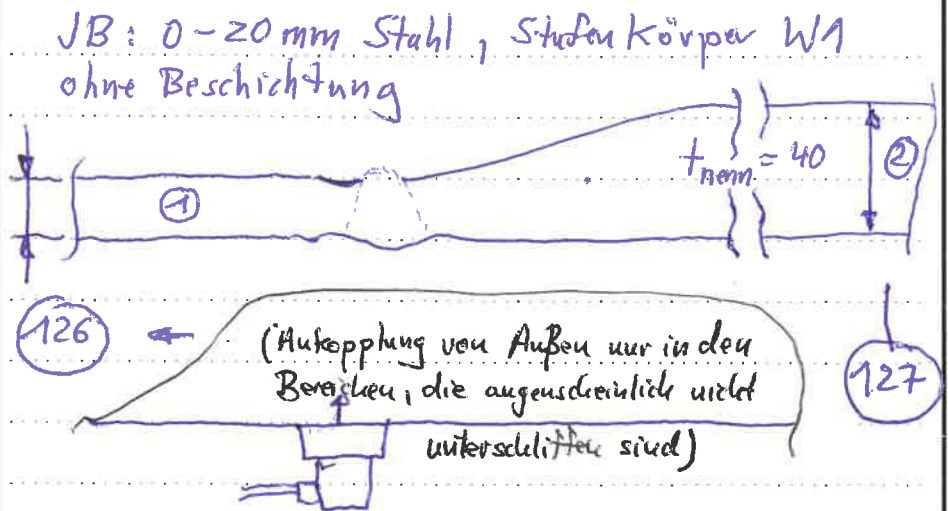 JB: 0-20 mm Stahl, Stufenkörper W1
ohne Beschichtung
t_nenn = 40
②
①
126
(Ankopplung von Außen nur in den
Bereichen, die augenscheinlich nicht
unterschliffen sind)
127